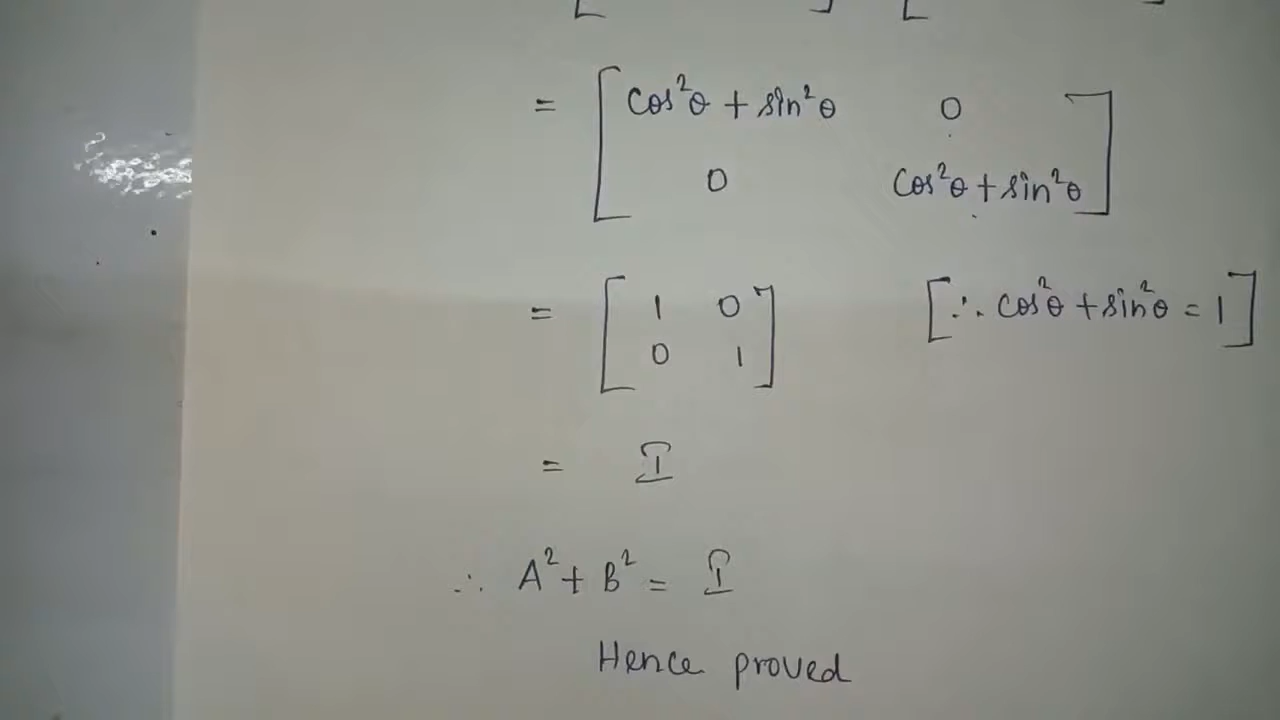 = [ cos²θ + sin²θ 0
0 cos²θ + sin²θ ]
= [ 1 0 [∴ cos²θ + sin²θ = 1]
0 1 ]
= I
∴ A² + B² = I
Hence proved